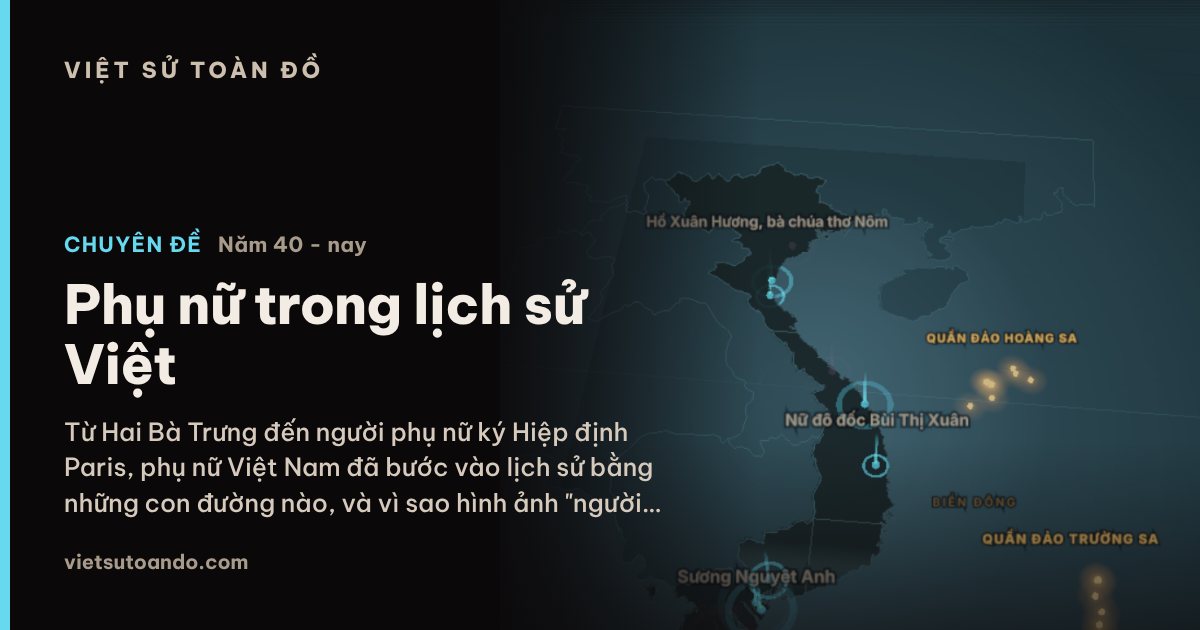 VIỆT SỬ TOÀN ĐỒ
CHUYÊN ĐỀ Năm 40 - nay
Phụ nữ trong lịch sử
Việt
Từ Hai Bà Trưng đến người phụ nữ ký Hiệp định
Paris, phụ nữ Việt Nam đã bước vào lịch sử bằng
những con đường nào, và vì sao hình ảnh "người...
vietsutoando.com
Hồ Xuân Hương, bà chúa thơ Nôm
QUẦN ĐẢO HOÀNG SA
Nữ đô đốc Bùi Thị Xuân
BIỂN ĐÔNG
QUẦN ĐẢO TRƯỜNG SA
Sương Nguyệt Anh